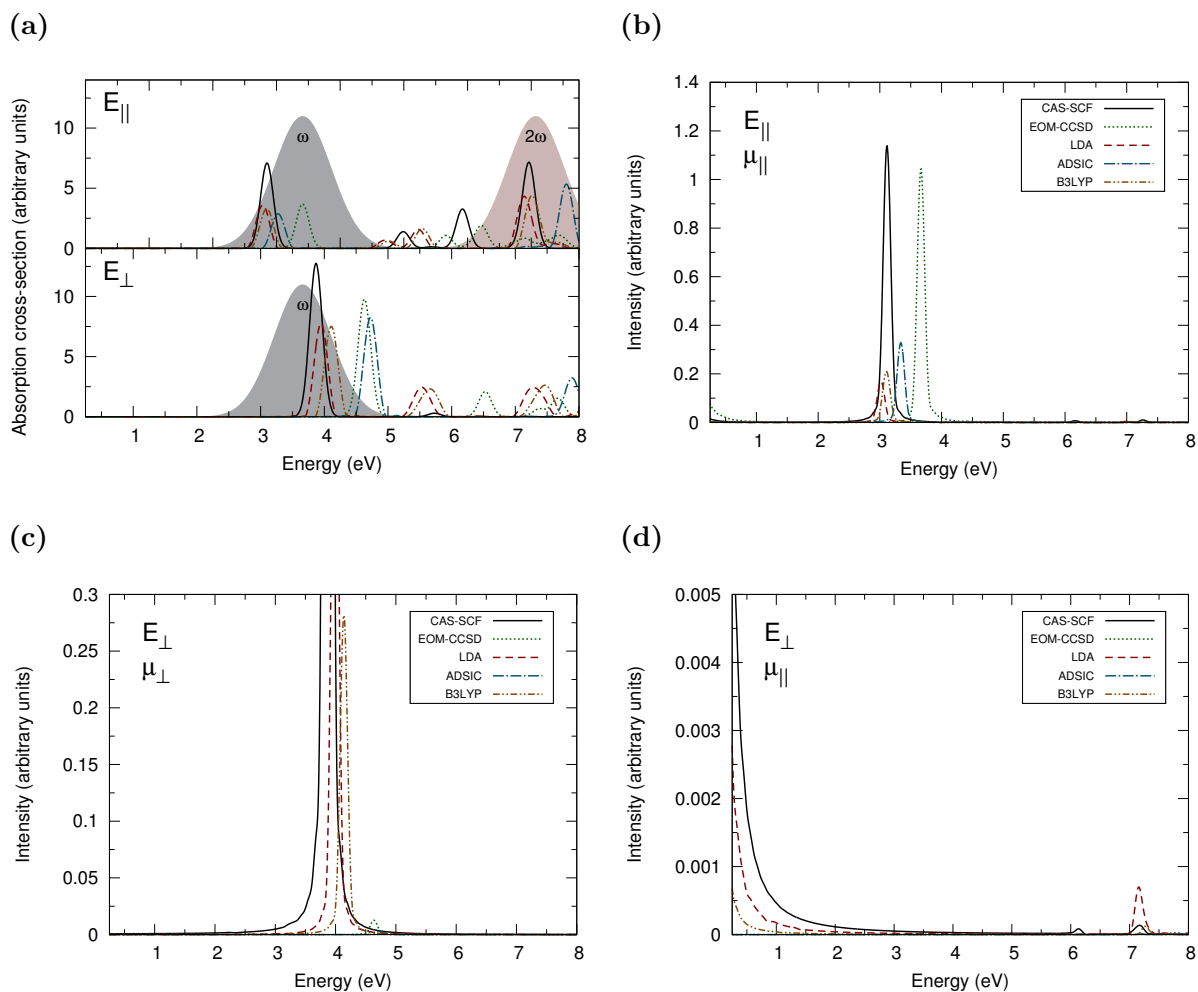 (a)
E||
E⊥
ω
2ω
ω
10
5
0
10
5
0
1 2 3 4 5 6 7 8
Absorption cross-section (arbitrary units)
Energy (eV)
(b)
E||
μ||
CAS-SCF
EOM-CCSD
LDA
ADSIC
B3LYP
1.4
1.2
1
0.8
0.6
0.4
0.2
0
1 2 3 4 5 6 7 8
Intensity (arbitrary units)
Energy (eV)
(c)
E⊥
μ⊥
CAS-SCF
EOM-CCSD
LDA
ADSIC
B3LYP
0.3
0.25
0.2
0.15
0.1
0.05
0
1 2 3 4 5 6 7 8
Intensity (arbitrary units)
Energy (eV)
(d)
E⊥
μ||
CAS-SCF
EOM-CCSD
LDA
ADSIC
B3LYP
0.005
0.004
0.003
0.002
0.001
0
1 2 3 4 5 6 7 8
Intensity (arbitrary units)
Energy (eV)